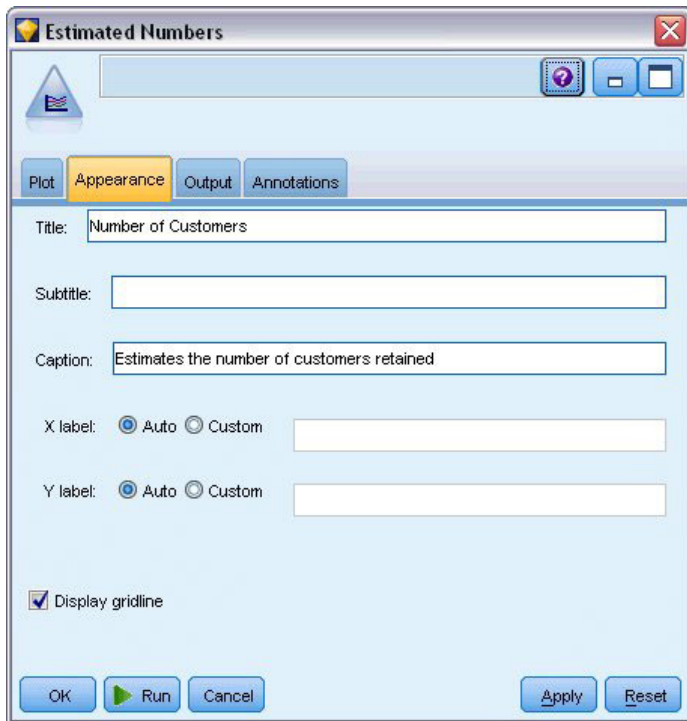 Estimated Numbers
?
Plot Appearance Output Annotations
Title: Number of Customers
Subtitle:
Caption: Estimates the number of customers retained
X label: Auto Custom
Y label: Auto Custom
Display gridline
OK Run Cancel Apply Reset